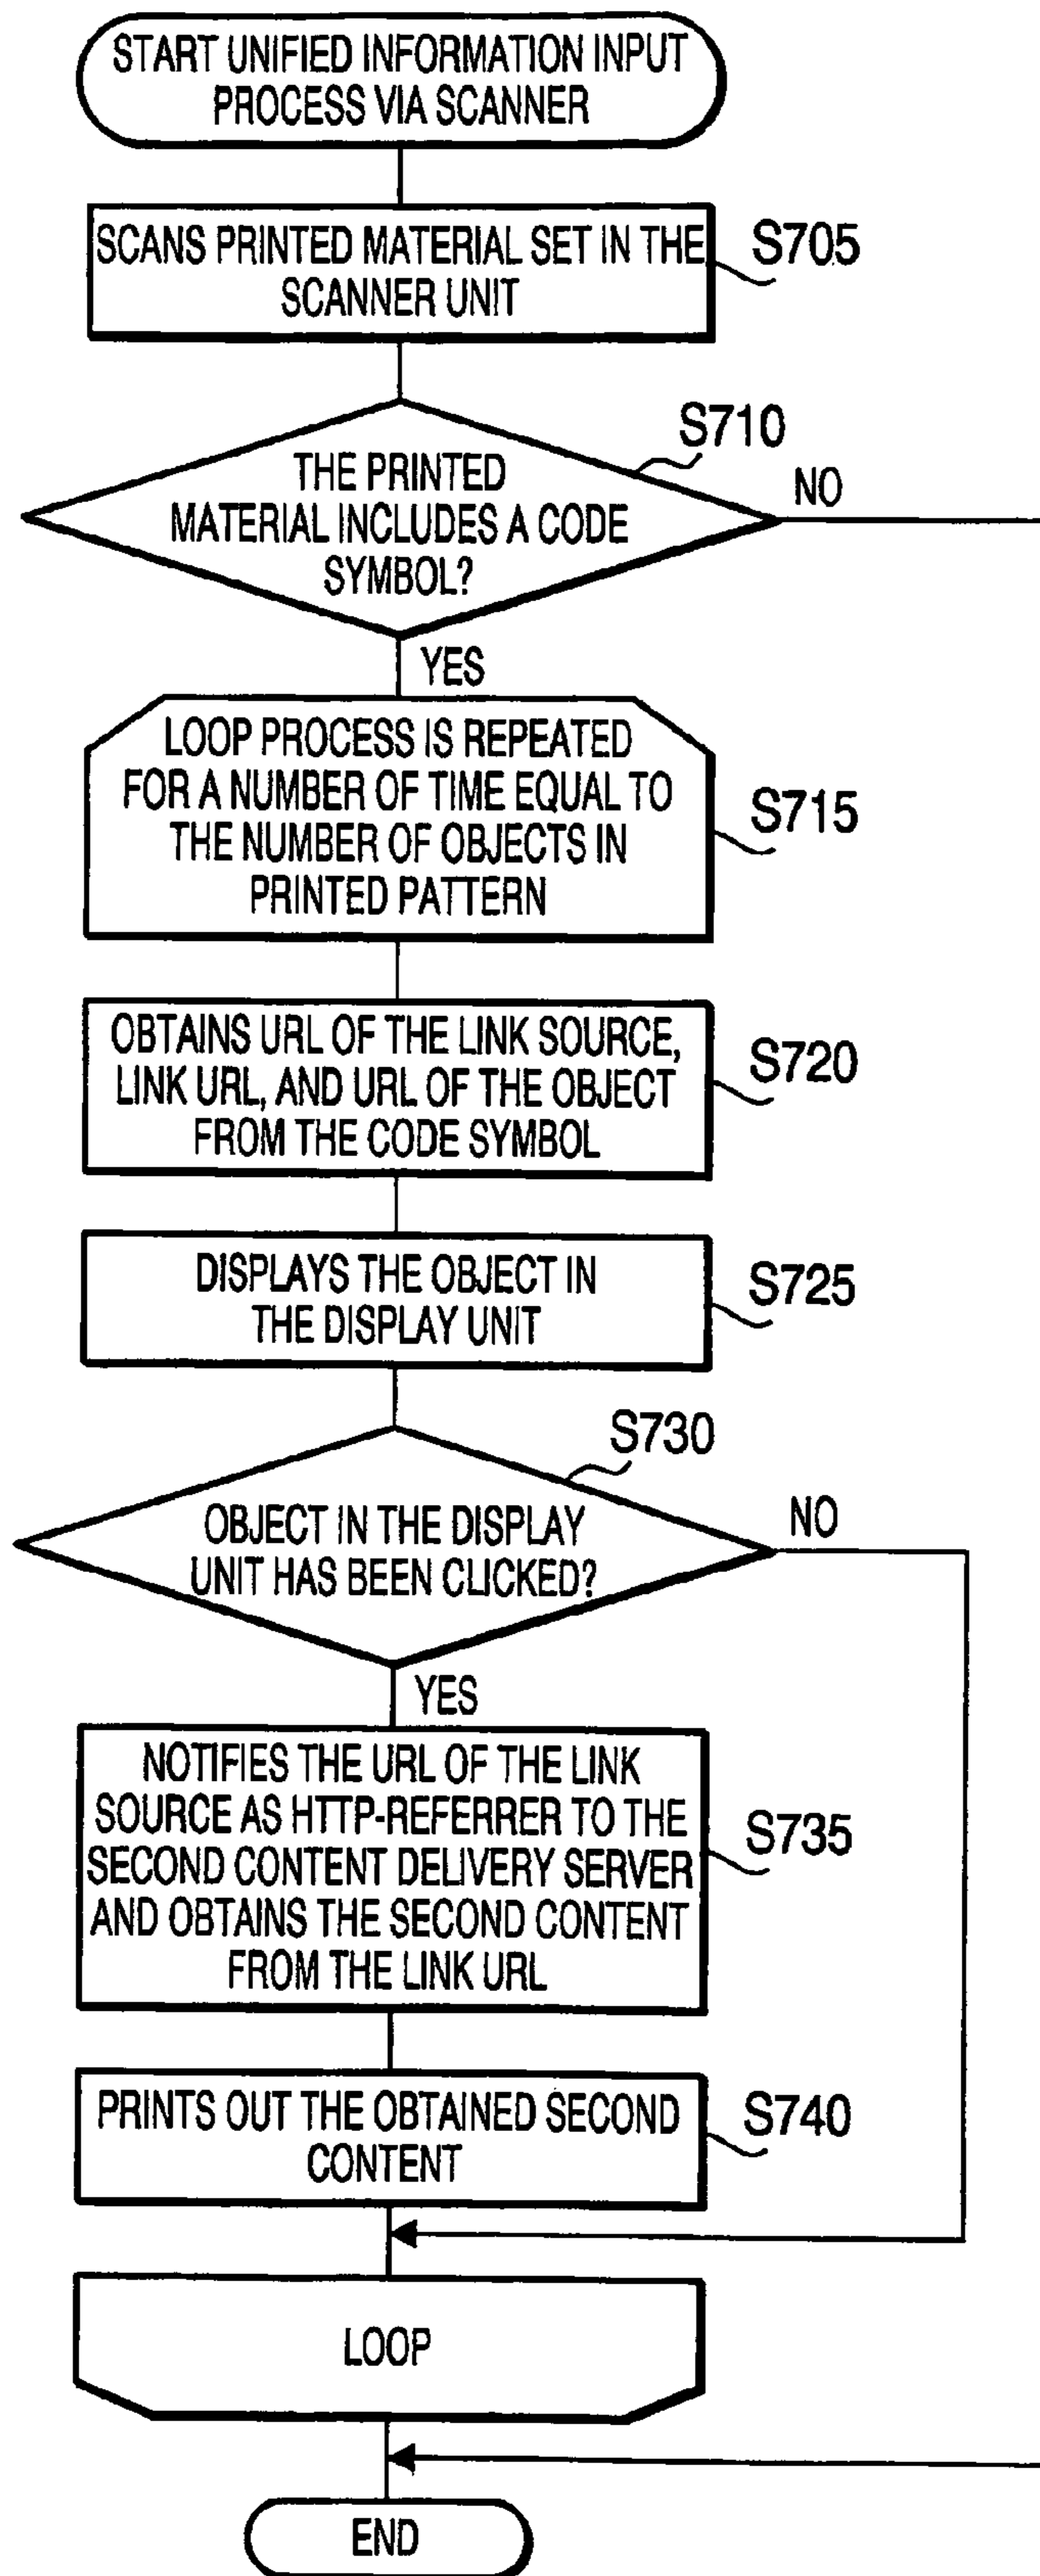 START UNIFIED INFORMATION INPUT
PROCESS VIA SCANNER
SCANS PRINTED MATERIAL SET IN THE
SCANNER UNIT
S705
S710
THE PRINTED
MATERIAL INCLUDES A CODE
SYMBOL?
NO
YES
LOOP PROCESS IS REPEATED
FOR A NUMBER OF TIME EQUAL TO
THE NUMBER OF OBJECTS IN
PRINTED PATTERN
S715
OBTAINS URL OF THE LINK SOURCE,
LINK URL, AND URL OF THE OBJECT
FROM THE CODE SYMBOL
S720
DISPLAYS THE OBJECT IN
THE DISPLAY UNIT
S725
S730
OBJECT IN THE DISPLAY
UNIT HAS BEEN CLICKED?
NO
YES
NOTIFIES THE URL OF THE LINK
SOURCE AS HTTP-REFERRER TO THE
SECOND CONTENT DELIVERY SERVER
AND OBTAINS THE SECOND CONTENT
FROM THE LINK URL
S735
PRINTS OUT THE OBTAINED SECOND
CONTENT
S740
LOOP
END